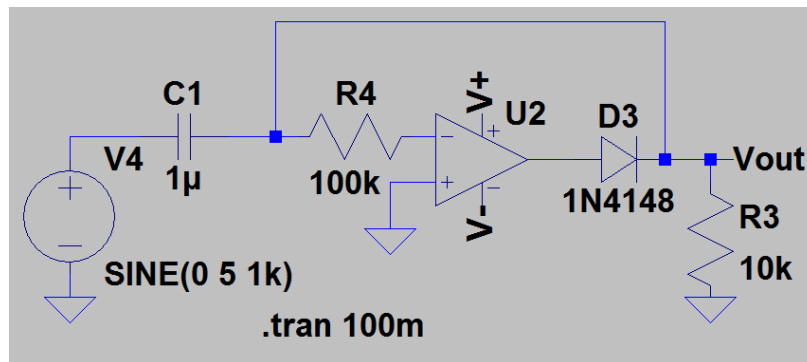 C1
R4
V+
U2
D3
V4
1µ
100k
V-
1N4148
Vout
R3
10k
SINE(0 5 1k)
.tran 100m